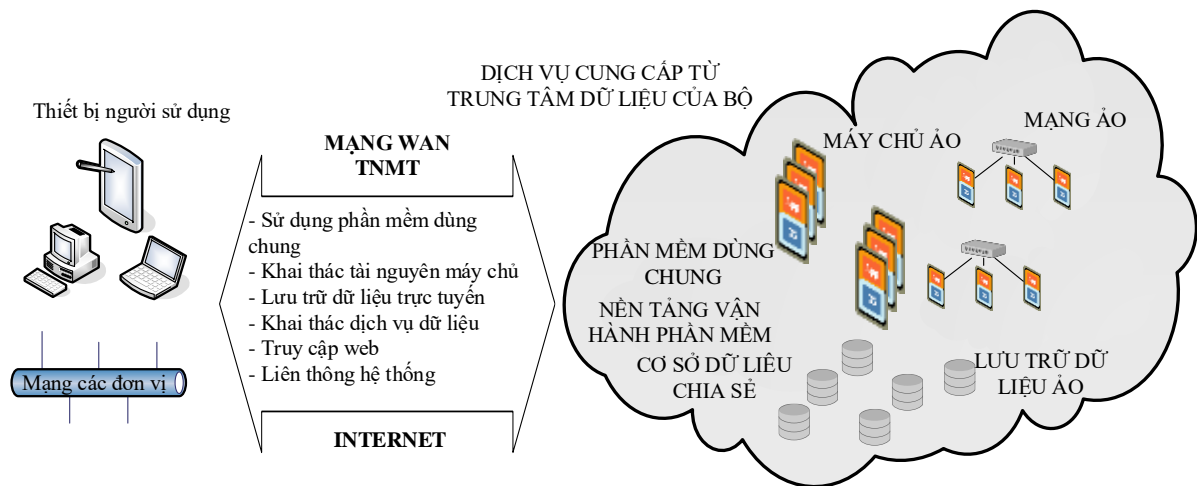 DỊCH VỤ CUNG CẤP TỪ
TRUNG TÂM DỮ LIỆU CỦA BỘ
Thiết bị người sử dụng
MẠNG WAN
TNMT
- Sử dụng phần mềm dùng
chung
- Khai thác tài nguyên máy chủ
- Lưu trữ dữ liệu trực tuyến
- Khai thác dịch vụ dữ liệu
- Truy cập web
- Liên thông hệ thống
INTERNET
Mạng các đơn vị
MÁY CHỦ ẢO
MẠNG ẢO
PHẦN MỀM DÙNG
CHUNG
NỀN TẢNG VẬN
HÀNH PHẦN MỀM
CƠ SỞ DỮ LIÊU
CHIA SẺ
LƯU TRỮ DỮ
LIỆU ẢO